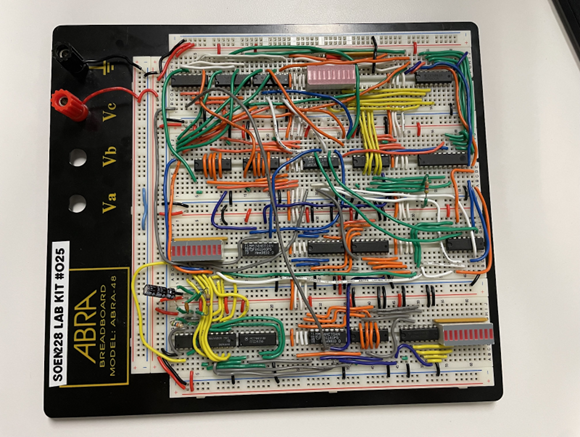 Vc
Vb
Va
SOEN228 LAB KIT #025
ABRA
BREADBOARD
MODEL: ABRA-48